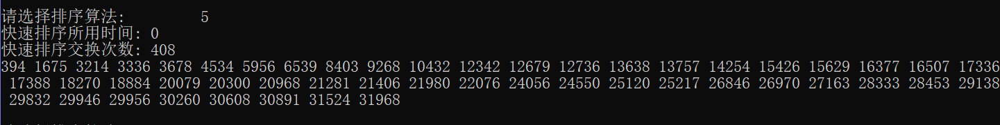 请选择排序算法:	5
快速排序所用时间: 0
快速排序交换次数: 408
394 1675 3214 3336 3678 4534 5956 6539 8403 9268 10432 12342 12679 12736 13638 13757 14254 15426 15629 16377 16507 17336
17388 18270 18884 20079 20300 20968 21281 21406 21980 22076 24056 24550 25120 25217 26846 26970 27163 28333 28453 29138
29832 29946 29956 30260 30608 30891 31524 31968